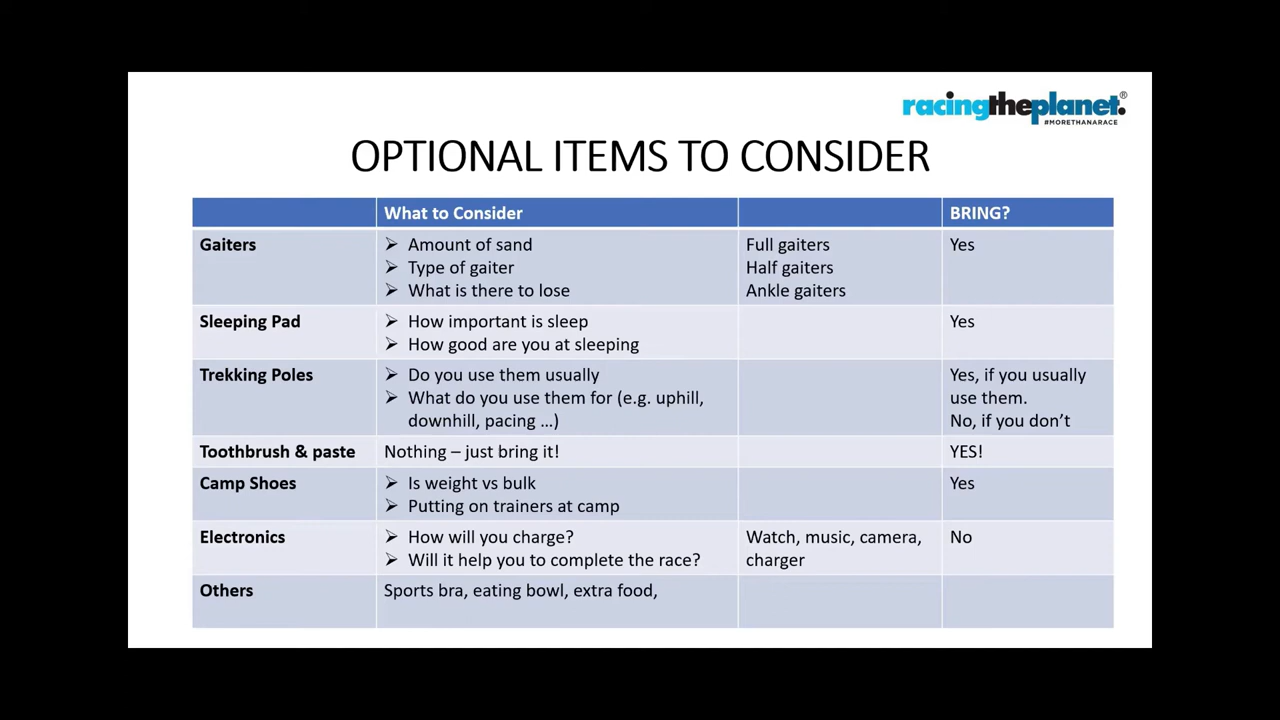 racingtheplanet.®
#MORETHANARACE
OPTIONAL ITEMS TO CONSIDER
What to Consider BRING?
Gaiters ➢ Amount of sand Full gaiters Yes
➢ Type of gaiter Half gaiters
➢ What is there to lose Ankle gaiters
Sleeping Pad ➢ How important is sleep Yes
➢ How good are you at sleeping
Trekking Poles ➢ Do you use them usually Yes, if you usually
➢ What do you use them for (e.g. uphill, use them.
downhill, pacing ...) No, if you don't
Toothbrush & paste Nothing – just bring it! YES!
Camp Shoes ➢ Is weight vs bulk Yes
➢ Putting on trainers at camp
Electronics ➢ How will you charge? Watch, music, camera, No
➢ Will it help you to complete the race? charger
Others Sports bra, eating bowl, extra food,